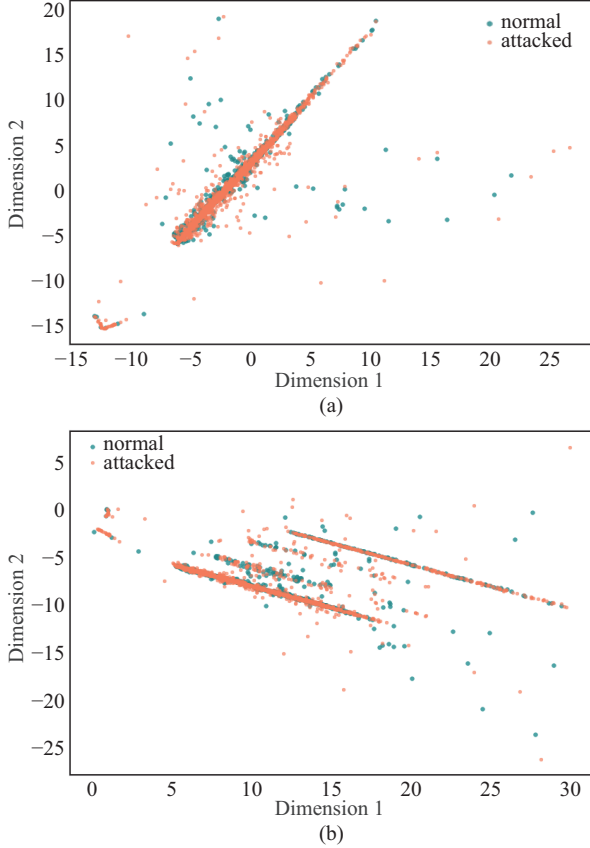 20
normal
attacked
15
10
5
0
−5
−10
−15
Dimension 2
−15 −10 −5 0 5 10 15 20 25
Dimension 1
(a)
normal
attacked
5
0
−5
−10
−15
−20
−25
Dimension 2
0 5 10 15 20 25 30
Dimension 1
(b)